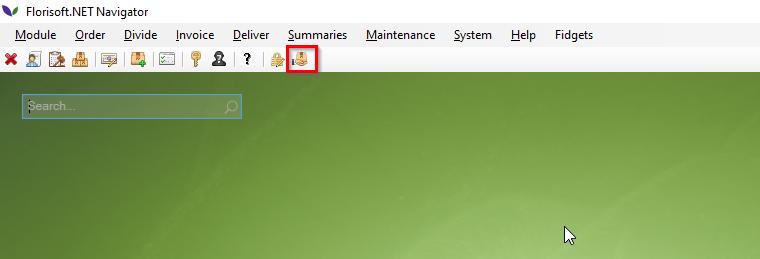 Florisoft.NET Navigator
Module Order Divide Invoice Deliver Summaries Maintenance System Help Fidgets
?
Search...